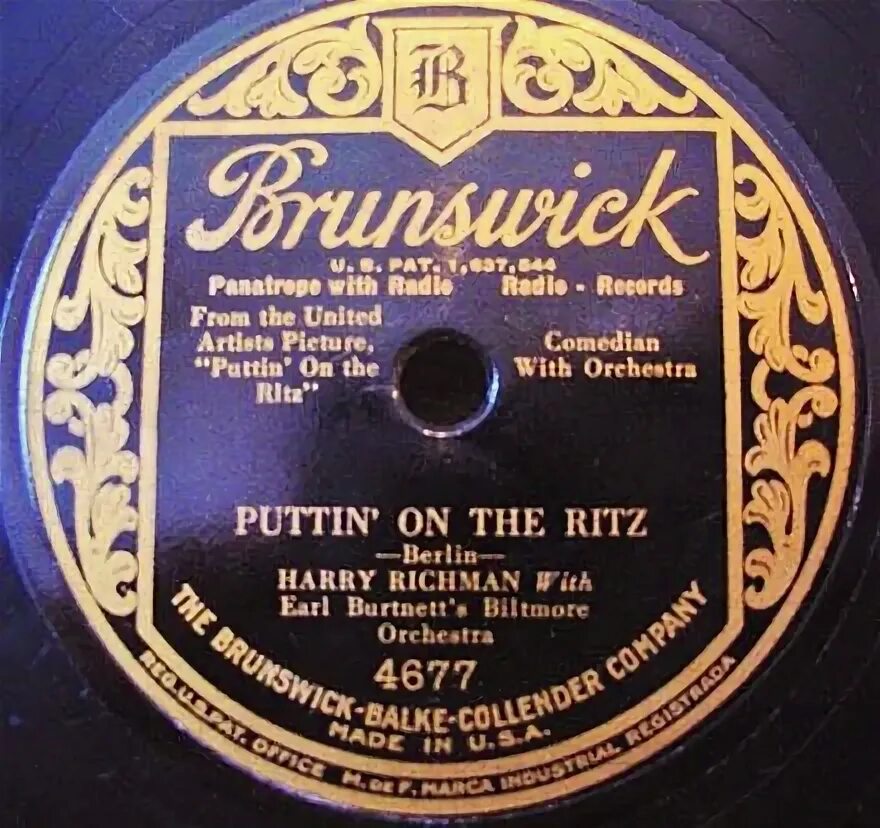 B
Brunswick
U. S. PAT. 1,637,544
Panatrope with Radio Radio - Records
From the United
Artists Picture,
"Puttin' On the
Ritz"
Comedian
With Orchestra
PUTTIN' ON THE RITZ
—Berlin—
HARRY RICHMAN With
Earl Burtnett's Biltmore
Orchestra
4677
THE BRUNSWICK-BALKE-COLLENDER COMPANY
MADE IN U.S.A.
REG.U.S.PAT. OFFICE M. DE F. MARCA INDUSTRIAL REGISTRADA